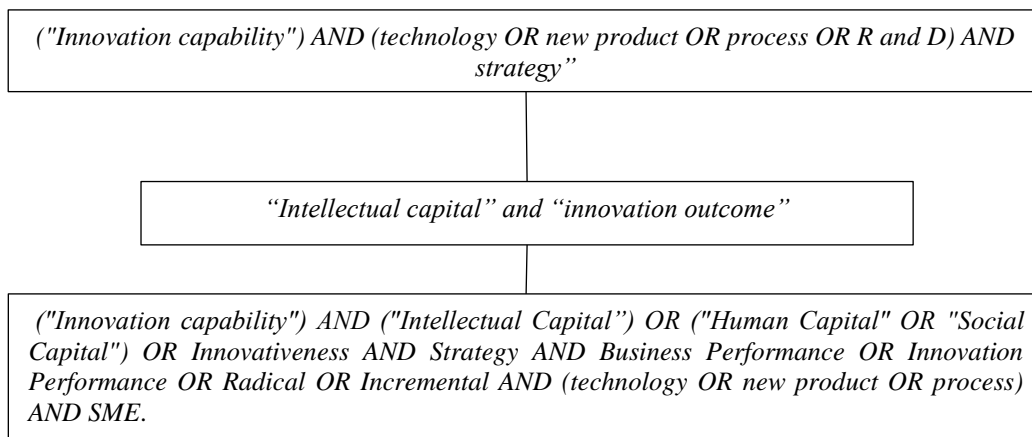 ("Innovation capability") AND (technology OR new product OR process OR R and D) AND
strategy”
“Intellectual capital” and “innovation outcome”
("Innovation capability") AND ("Intellectual Capital”) OR ("Human Capital" OR "Social
Capital") OR Innovativeness AND Strategy AND Business Performance OR Innovation
Performance OR Radical OR Incremental AND (technology OR new product OR process)
AND SME.